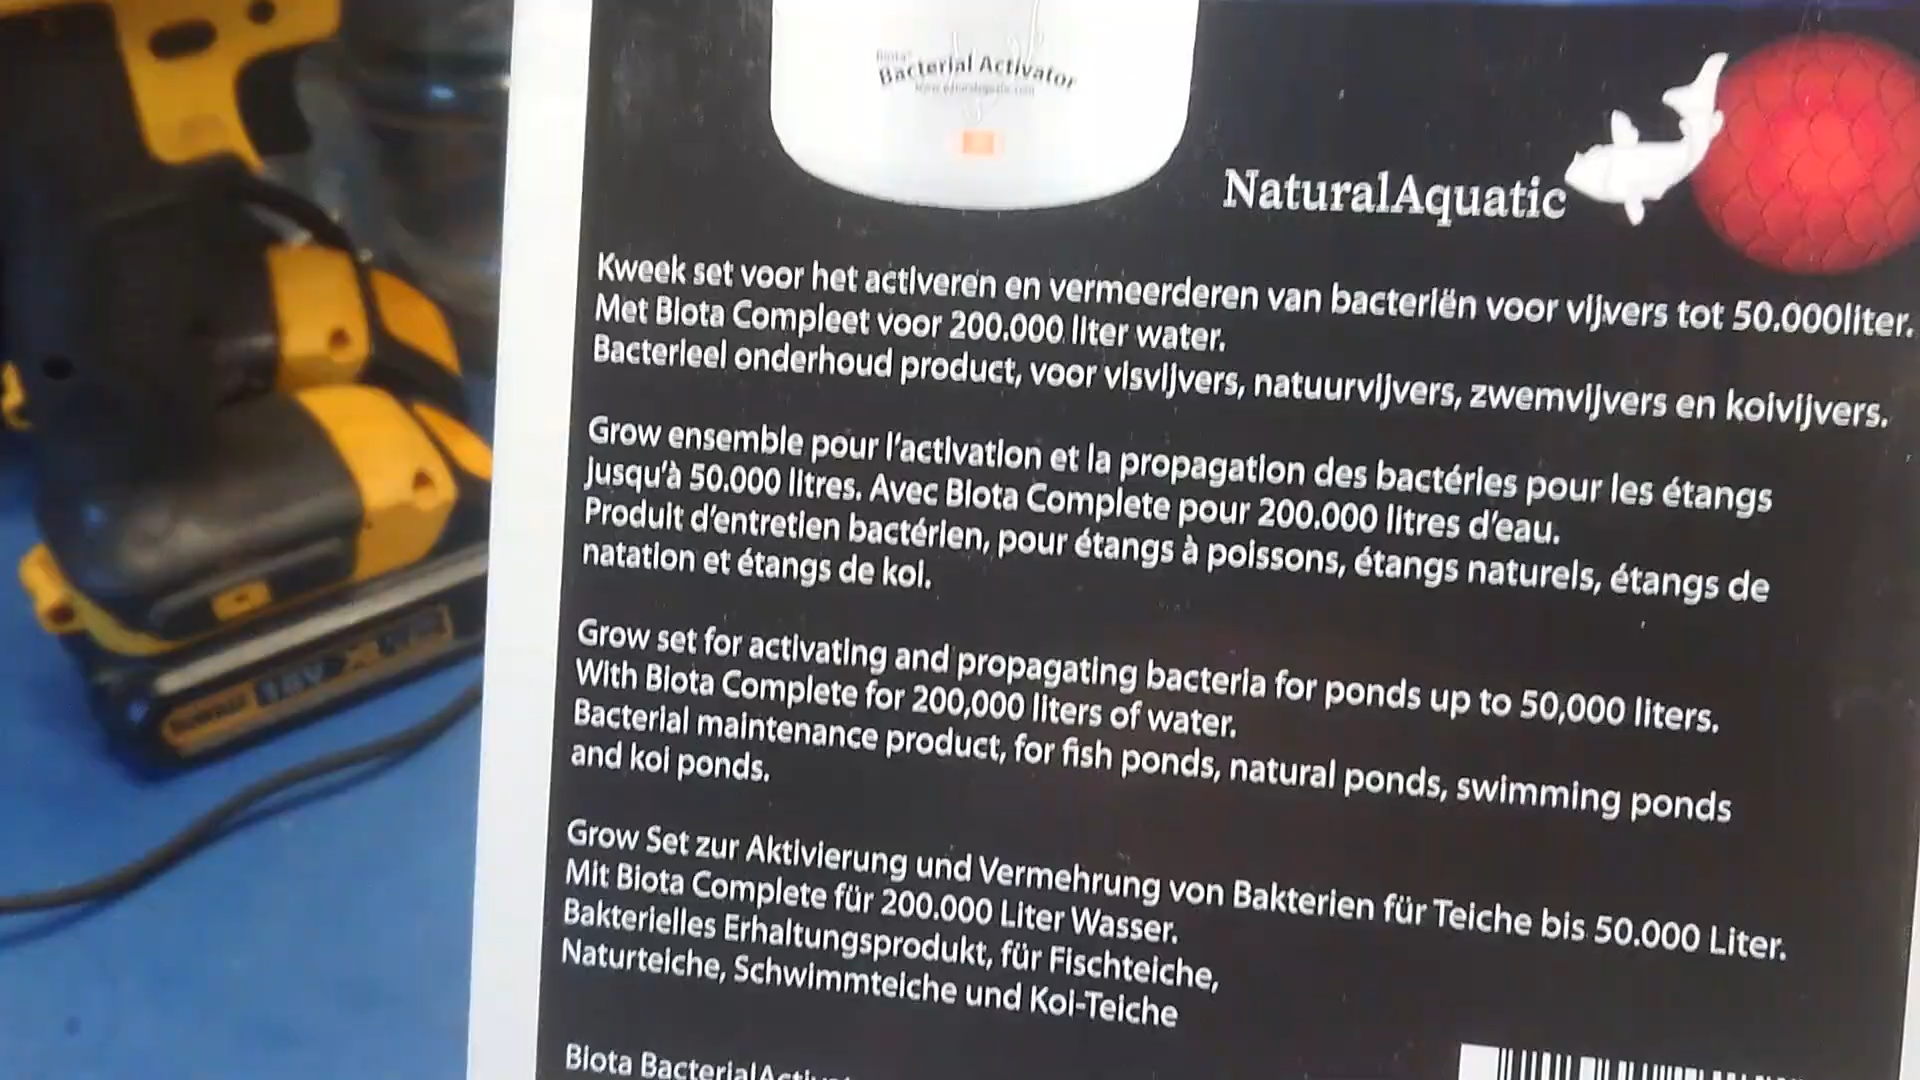 Biota
Bacterial Activator
NaturalAquatic
Kweek set voor het activeren en vermeerderen van bacteriën voor vijvers tot 50.000liter.
Met Biota Compleet voor 200.000 liter water.
Bacterieel onderhoud product, voor visvijvers, natuurvijvers, zwemvijvers en koivijvers.
Grow ensemble pour l'activation et la propagation des bactéries pour les étangs
jusqu'à 50.000 litres. Avec Biota Complete pour 200.000 litres d'eau.
Produit d'entretien bactérien, pour étangs à poissons, étangs naturels, étangs de
natation et étangs de koi.
Grow set for activating and propagating bacteria for ponds up to 50,000 liters.
With Biota Complete for 200,000 liters of water.
Bacterial maintenance product, for fish ponds, natural ponds, swimming ponds
and koi ponds.
Grow Set zur Aktivierung und Vermehrung von Bakterien für Teiche bis 50.000 Liter.
Mit Biota Complete für 200.000 Liter Wasser.
Bakterielles Erhaltungsprodukt, für Fischteiche,
Naturteiche, Schwimmteiche und Koi-Teiche
Biota
DEWALT 18V XR